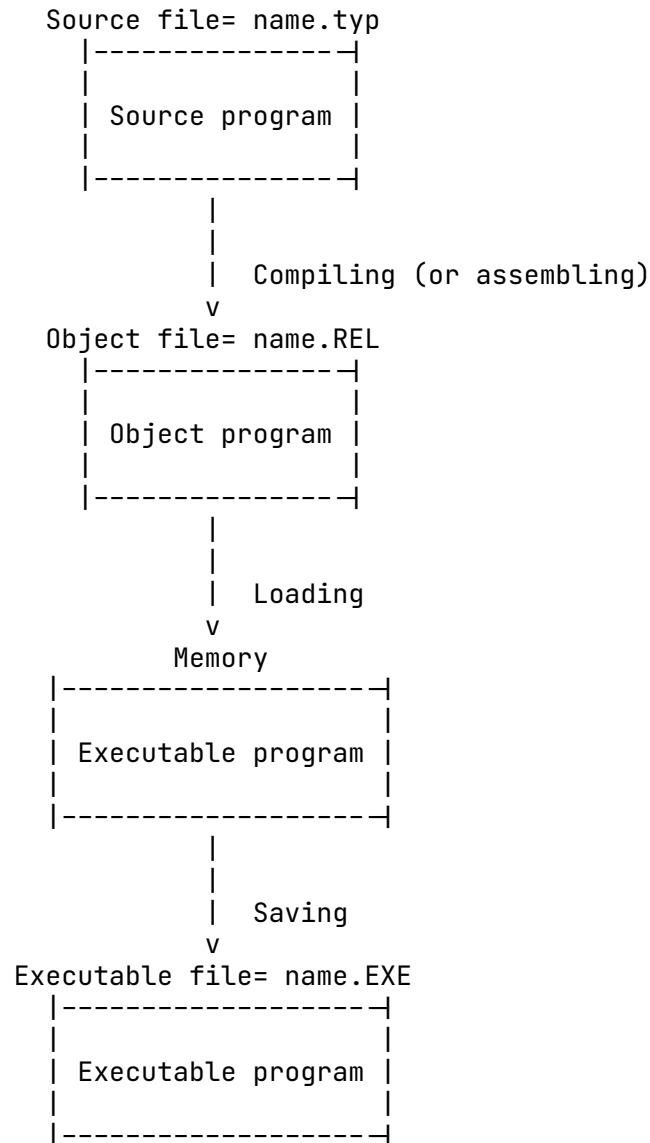 Source file= name.typ
Source program
Compiling (or assembling)
v
Object file= name.REL
Object program
Loading
v
Memory
Executable program
Saving
v
Executable file= name.EXE
Executable program